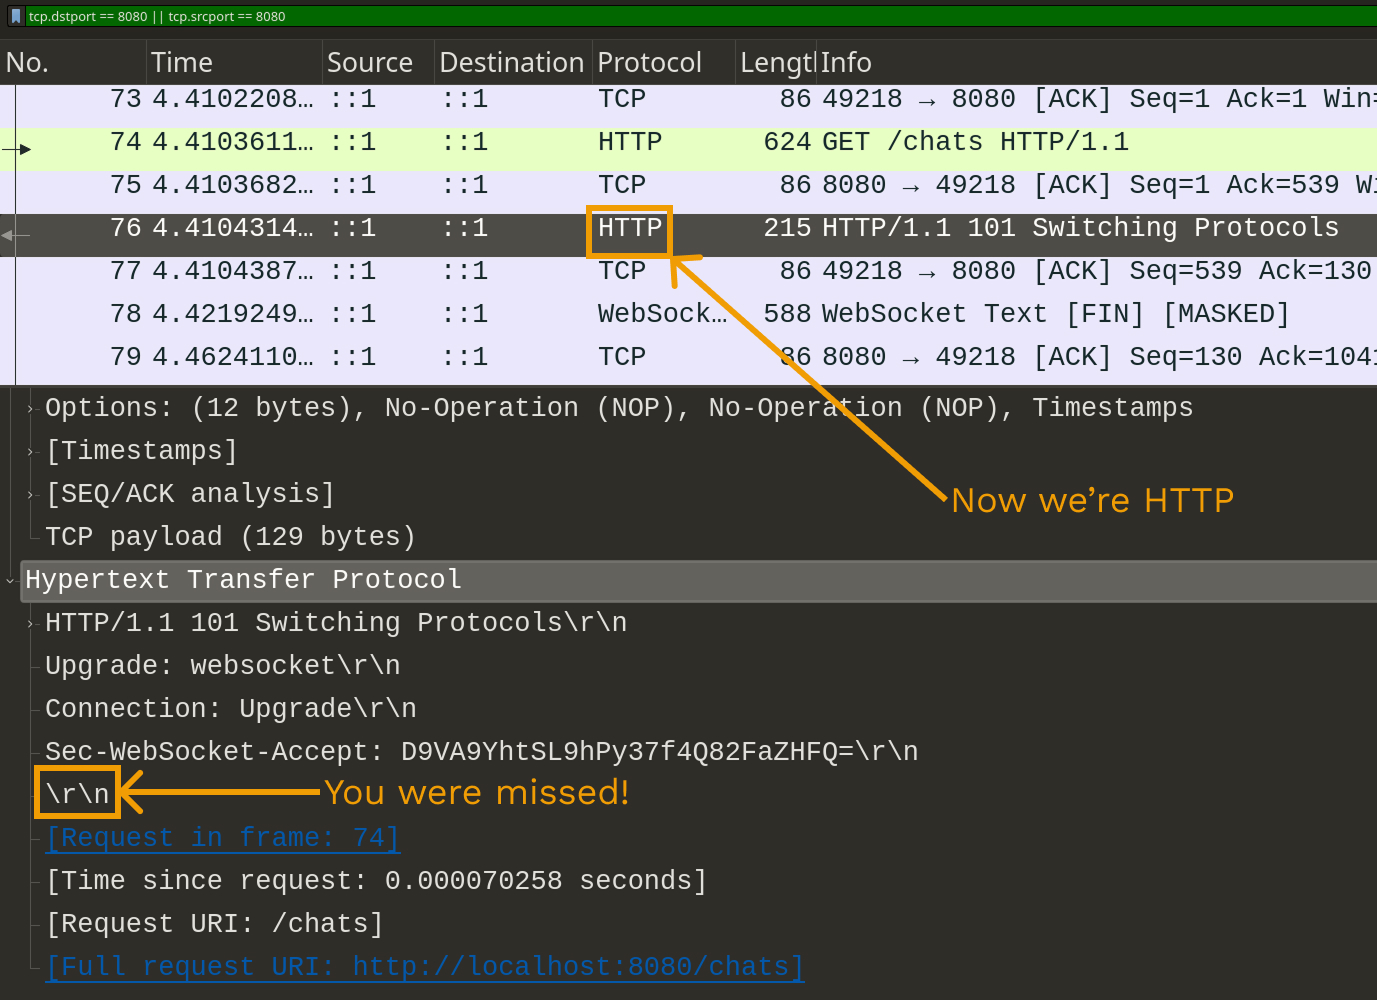 tcp.dstport == 8080 || tcp.srcport == 8080
No. Time Source Destination Protocol Lengtl Info
73 4.4102208… ::1 ::1 TCP 86 49218 → 8080 [ACK] Seq=1 Ack=1 Win=
74 4.4103611… ::1 ::1 HTTP 624 GET /chats HTTP/1.1
75 4.4103682… ::1 ::1 TCP 86 8080 → 49218 [ACK] Seq=1 Ack=539 Wi
76 4.4104314… ::1 ::1 HTTP 215 HTTP/1.1 101 Switching Protocols
77 4.4104387… ::1 ::1 TCP 86 49218 → 8080 [ACK] Seq=539 Ack=130
78 4.4219249… ::1 ::1 WebSock… 588 WebSocket Text [FIN] [MASKED]
79 4.4624110… ::1 ::1 TCP 86 8080 → 49218 [ACK] Seq=130 Ack=1041
Options: (12 bytes), No-Operation (NOP), No-Operation (NOP), Timestamps
[Timestamps]
[SEQ/ACK analysis]
Now we're HTTP
TCP payload (129 bytes)
Hypertext Transfer Protocol
HTTP/1.1 101 Switching Protocols\r\n
Upgrade: websocket\r\n
Connection: Upgrade\r\n
Sec-WebSocket-Accept: D9VA9YhtSL9hPy37f4Q82FaZHFQ=\r\n
\r\n You were missed!
[Request in frame: 74]
[Time since request: 0.000070258 seconds]
[Request URI: /chats]
[Full request URI: http://localhost:8080/chats]